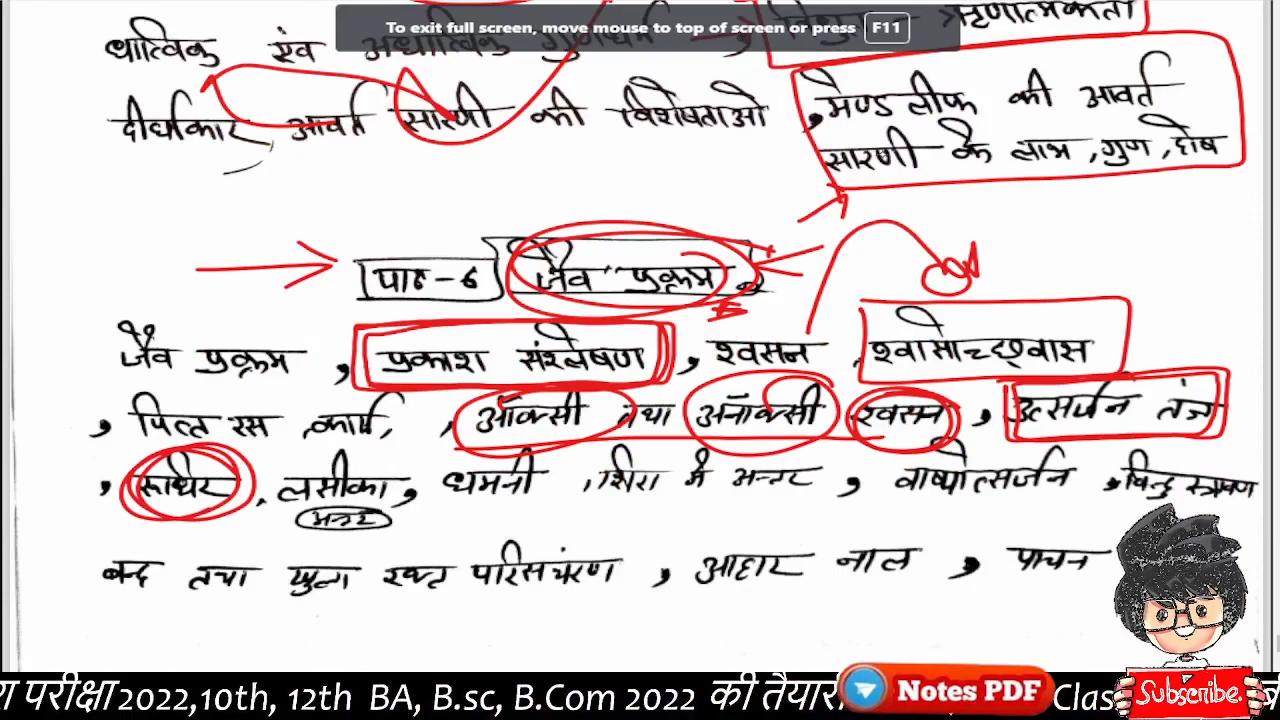 To exit full screen, move mouse to top of screen or press F11
धात्विक एंव अधात्विक ऋणात्मकता
दीर्घाकार आवर्त सारणी की विशेषताओ , मेण्डलीफ की आवर्त
सारणी के लाभ , गुण , दोष
पाठ-6 जैव प्रक्रम
जैव प्रक्रम , प्रकाश संश्लेषण , श्वसन , श्वासोच्छ्वास
, पित्त रस कार्य , ऑक्सी तथा अनॉक्सी श्वसन , उत्सर्जन तंत्र
, रूधिर , लसीका , धमनी , शिरा मे अन्तर , वाष्पोत्सर्जन , बिन्दु स्त्रावण
अन्तर
बन्द तथा खुला रक्त परिसंचरण , आहार नाल , पाचन
परीक्षा 2022,10th, 12th BA, B.sc, B.Com 2022 की Notes PDF Class Subscribe.